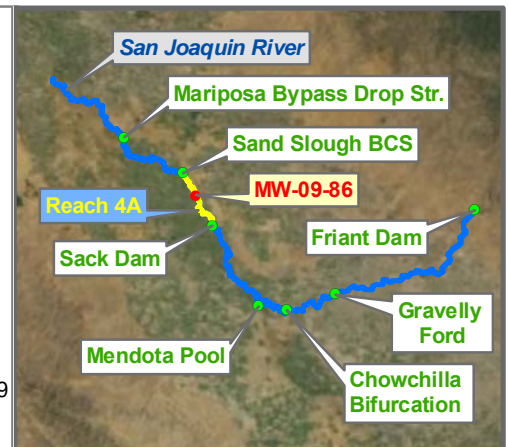 San Joaquin River
Mariposa Bypass Drop Str.
Sand Slough BCS
MW-09-86
Reach 4A
Friant Dam
Sack Dam
Gravelly
Ford
Mendota Pool
Chowchilla
Bifurcation
9